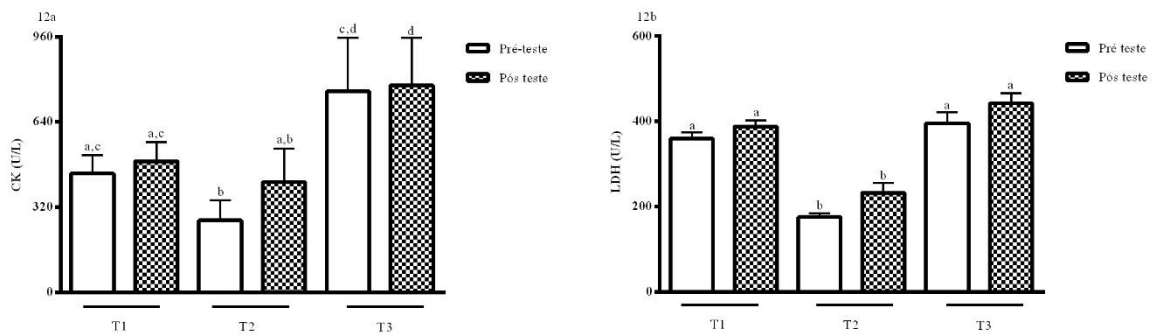 12a
960
640
320
0
CK (U/L)
a,c
a,c
b
a,b
c,d
d
Pré-teste
Pós teste
T1
T2
T3
12b
600
400
200
0
LDH (U/L)
a
a
b
b
a
a
Pré teste
Pós teste
T1
T2
T3